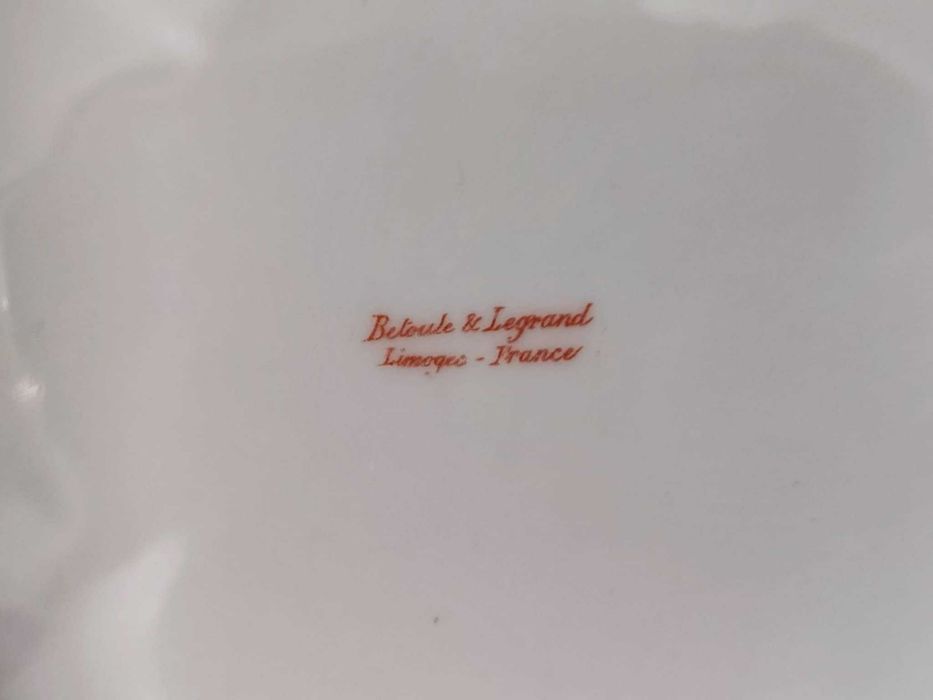 Betoule & Legrand
Limoges - France